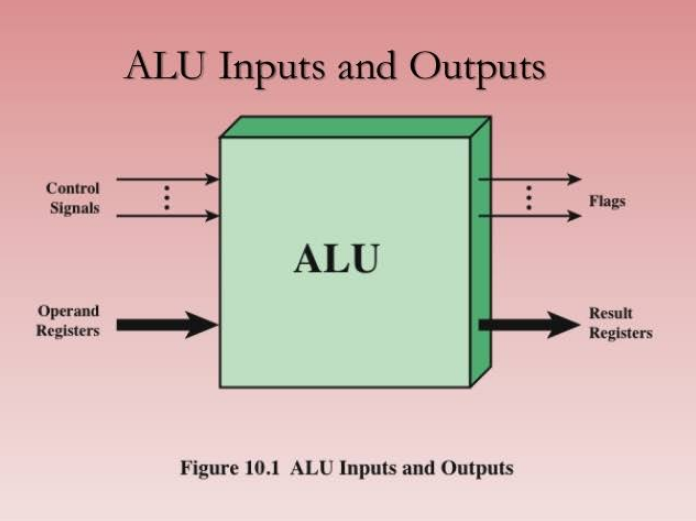 ALU Inputs and Outputs
Control
Signals
Flags
ALU
Operand
Registers
Result
Registers
Figure 10.1 ALU Inputs and Outputs